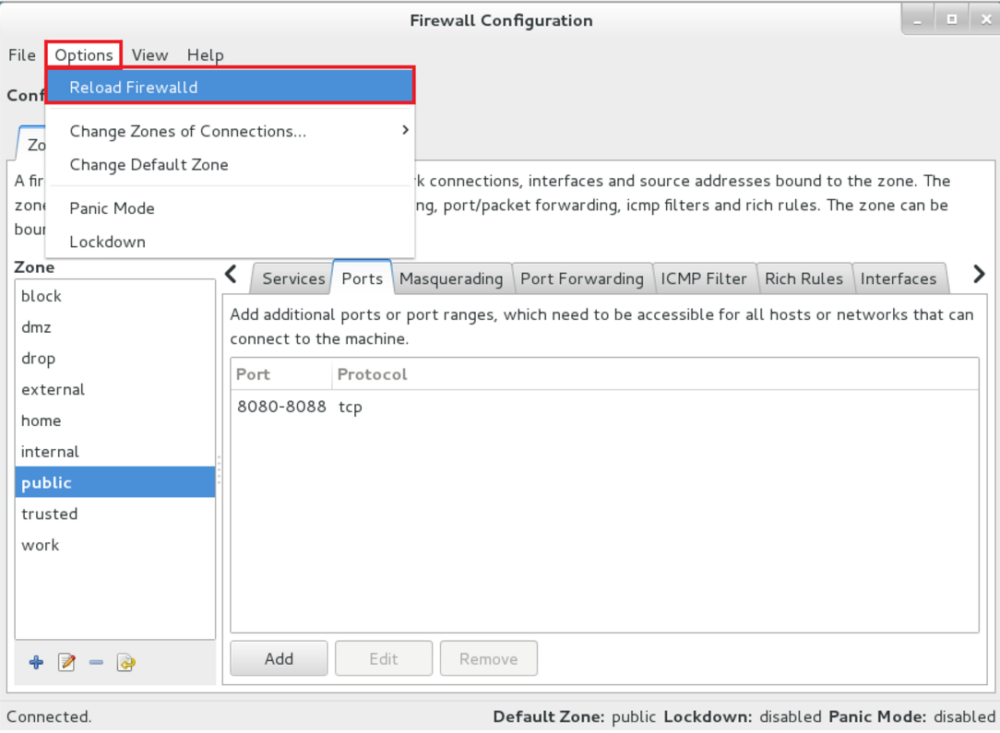 Firewall Configuration
File Options View Help
Reload Firewalld
Conf
Change Zones of Connections...
Zo
Change Default Zone
A fir k connections, interfaces and source addresses bound to the zone. The
zone ng, port/packet forwarding, icmp filters and rich rules. The zone can be
Panic Mode
boun
Lockdown
Zone
Services Ports Masquerading Port Forwarding ICMP Filter Rich Rules Interfaces
block
dmz
drop
external
home
internal
public
trusted
work
Add additional ports or port ranges, which need to be accessible for all hosts or networks that can
connect to the machine.
Port Protocol
8080-8088 tcp
Add Edit Remove
Connected.
Default Zone: public Lockdown: disabled Panic Mode: disabled